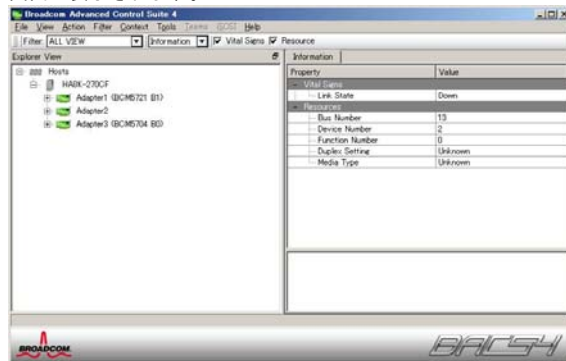 Broadcom Advanced Control Suite 4
File View Action Filter Context Tools Teams iSCSI Help
Filter: ALL VIEW Information Vital Signs Resource
Explorer View
Hosts
HABK-270CF
Adapter1 (BCM5721 B1)
Adapter2
Adapter3 (BCM5704 B0)
Information
Property Value
Vital Signs
Link State Down
Resources
Bus Number 13
Device Number 2
Function Number 0
Duplex Setting Unknown
Media Type Unknown
BROADCOM. BACS4